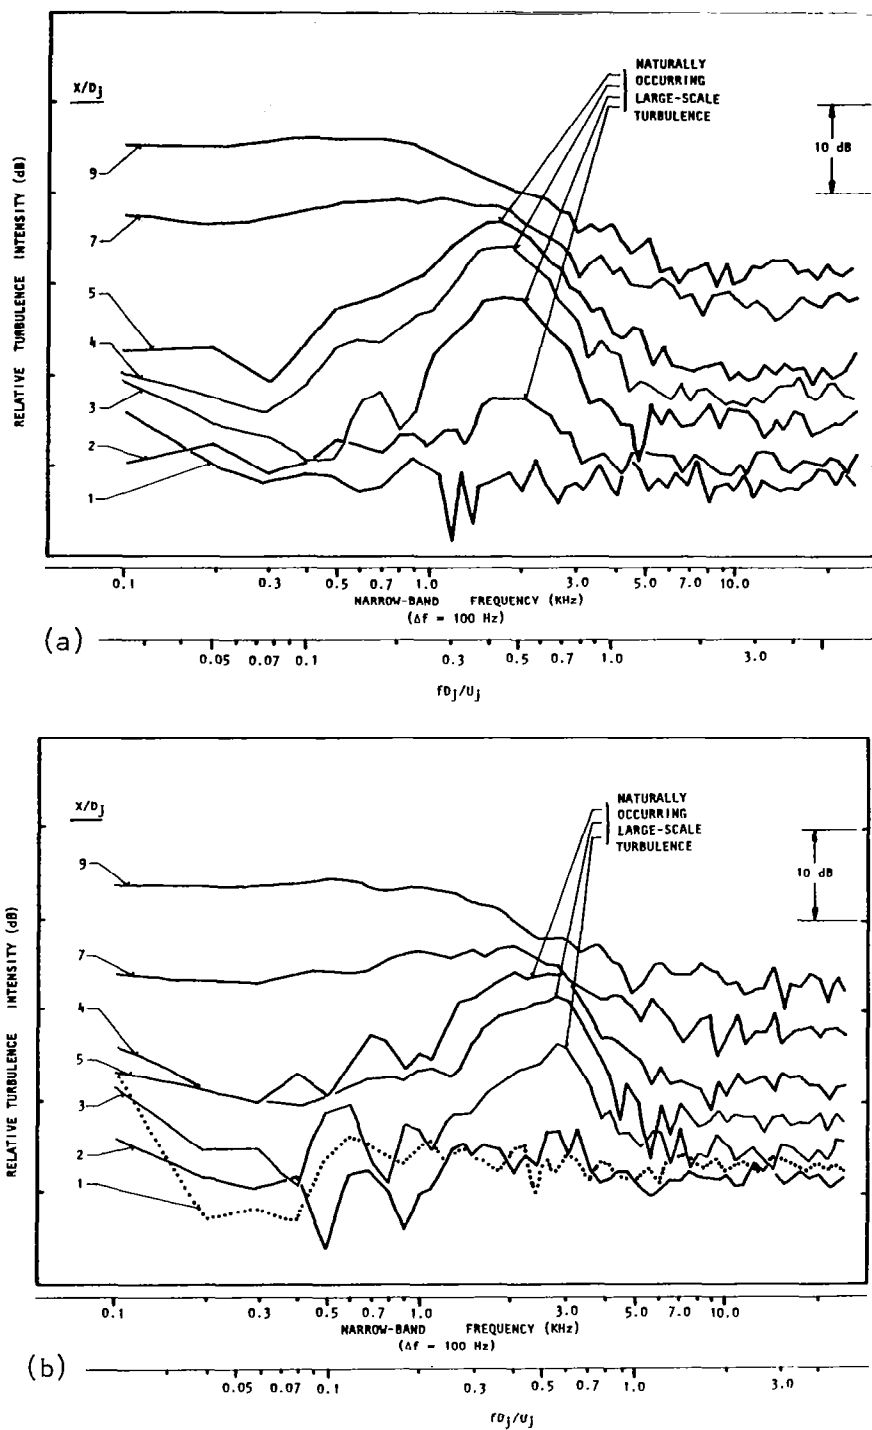 X/Dj
NATURALLY
OCCURRING
LARGE-SCALE
TURBULENCE
10 dB
9
7
5
4
3
2
1
RELATIVE TURBULENCE INTENSITY (dB)
0.1 0.3 0.5 0.7 1.0 3.0 5.0 7.0 10.0
NARROW-BAND FREQUENCY (KHz)
(Δf = 100 Hz)
(a)
0.05 0.07 0.1 0.3 0.5 0.7 1.0 3.0
fDj/Uj
X/Dj
NATURALLY
OCCURRING
LARGE-SCALE
TURBULENCE
10 dB
9
7
4
5
3
2
1
RELATIVE TURBULENCE INTENSITY (dB)
0.1 0.3 0.5 0.7 1.0 3.0 5.0 7.0 10.0
NARROW-BAND FREQUENCY (KHz)
(Δf = 100 Hz)
(b)
0.05 0.07 0.1 0.3 0.5 0.7 1.0 3.0
fDj/Uj